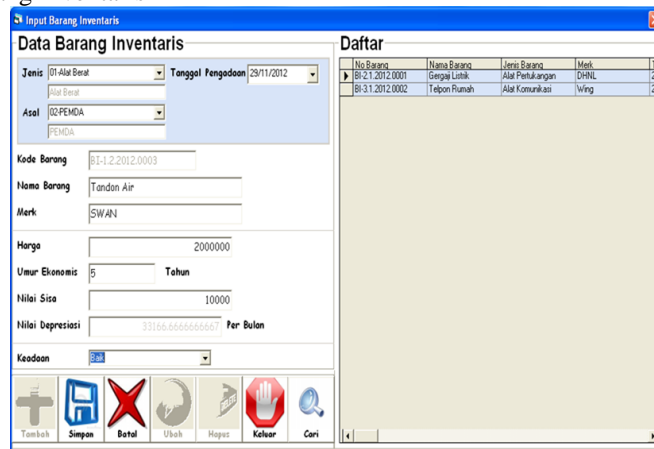 Input Barang Inventaris
Data Barang Inventaris
Jenis 01-Alat Berat Tanggal Pengadaan 29/11/2012
Alat Berat
Asal 02-PEMDA
PEMDA
Kode Barang BI-1.2.2012.0003
Nama Barang Tandon Air
Merk SWAN
Harga 2000000
Umur Ekonomis 5 Tahun
Nilai Sisa 10000
Nilai Depresiasi 33166.6666666667 Per Bulan
Keadaan Baik
Tambah Simpan Batal Ubah Hapus Keluar Cari
Daftar
No Barang Nama Barang Jenis Barang Merk
BI-2.1.2012.0001 Gergaji Listrik Alat Pertukangan DHNL
BI-3.1.2012.0002 Telpon Rumah Alat Komunikasi Wing